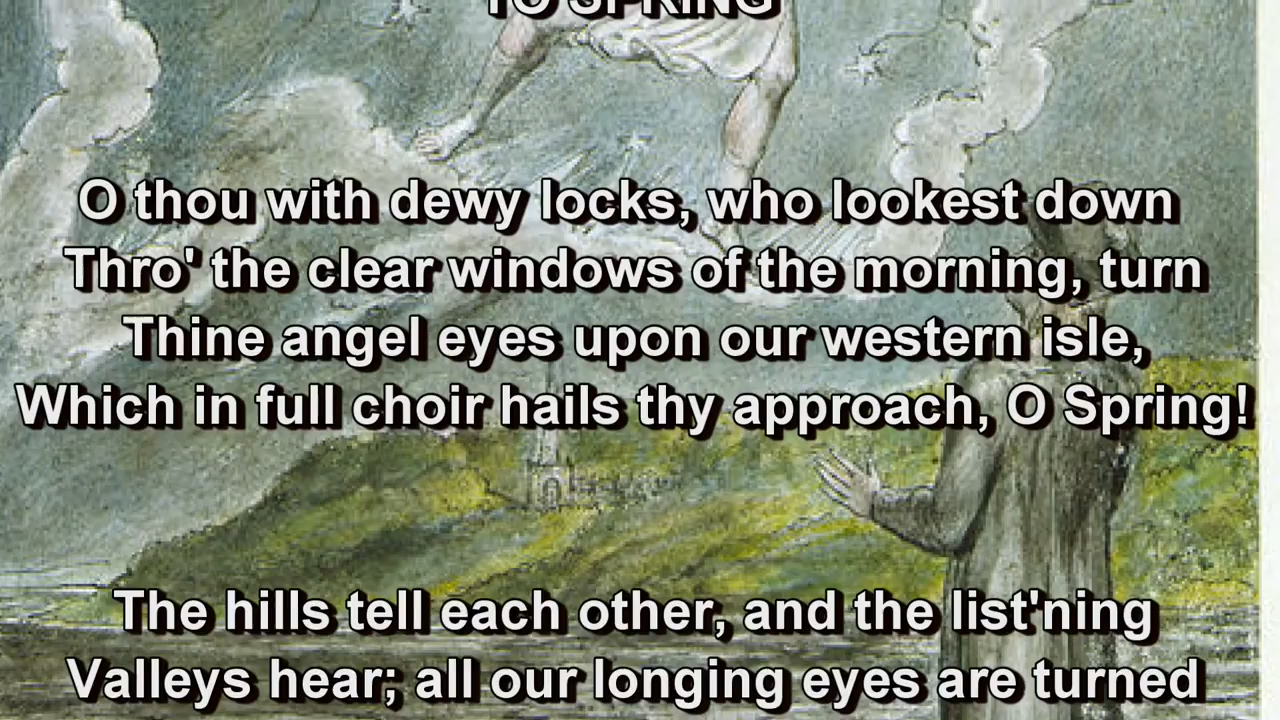 TO SPRING
O thou with dewy locks, who lookest down
Thro' the clear windows of the morning, turn
Thine angel eyes upon our western isle,
Which in full choir hails thy approach, O Spring!
The hills tell each other, and the list'ning
Valleys hear; all our longing eyes are turned